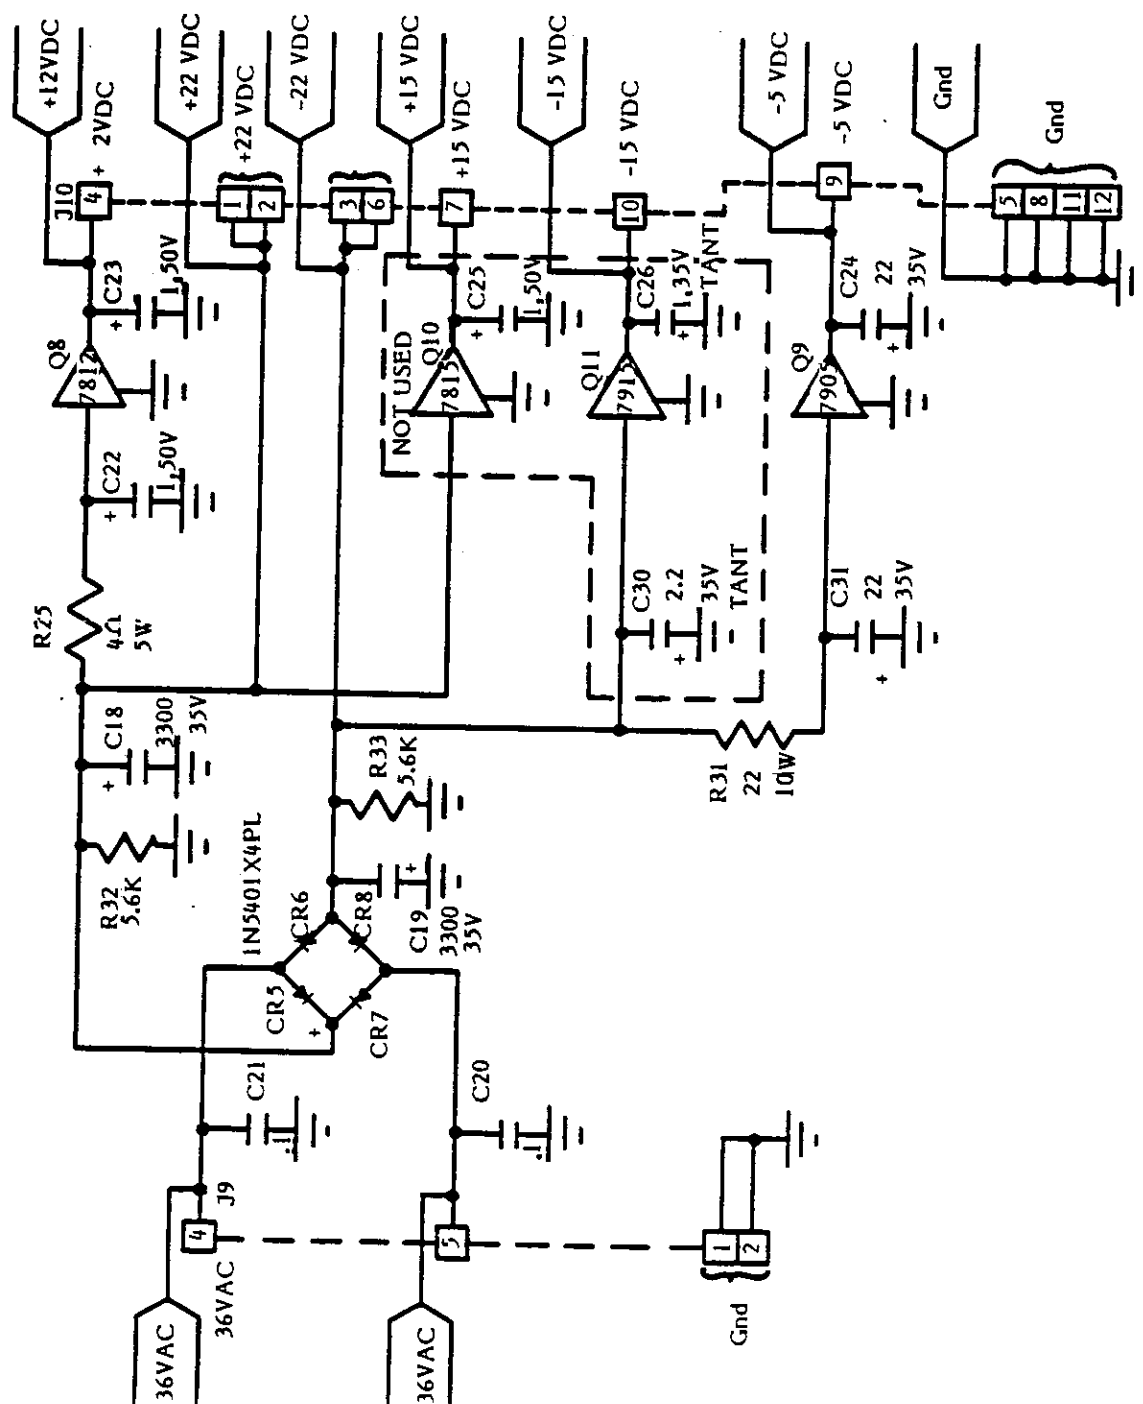 +12VDC
+22 VDC
-22 VDC
+15 VDC
-15 VDC
-5 VDC
Gnd
J10
4
+ 2VDC
1
2
+22 VDC
3
6
7
+15 VDC
10
-15 VDC
9
-5 VDC
5
8
11
12
Gnd
Q8
7812
C23
+
1,50V
C22
+
1,50V
R25
4Ω
5W
NOT USED
Q10
7815
C25
+
1,50V
Q11
7915
C26
+
1,35V
TANT
Q9
7905
C24
22
35V
+
C30
2.2
35V
TANT
+
C31
22
35V
+
R31
22
10W
C18
+
3300
35V
R32
5.6K
R33
5.6K
1N5401X4PL
CR6
CR8
CR5
CR7
+
C19
+
3300
35V
C21
.1
C20
.1
J9
4
36VAC
36VAC
5
36VAC
1
2
Gnd